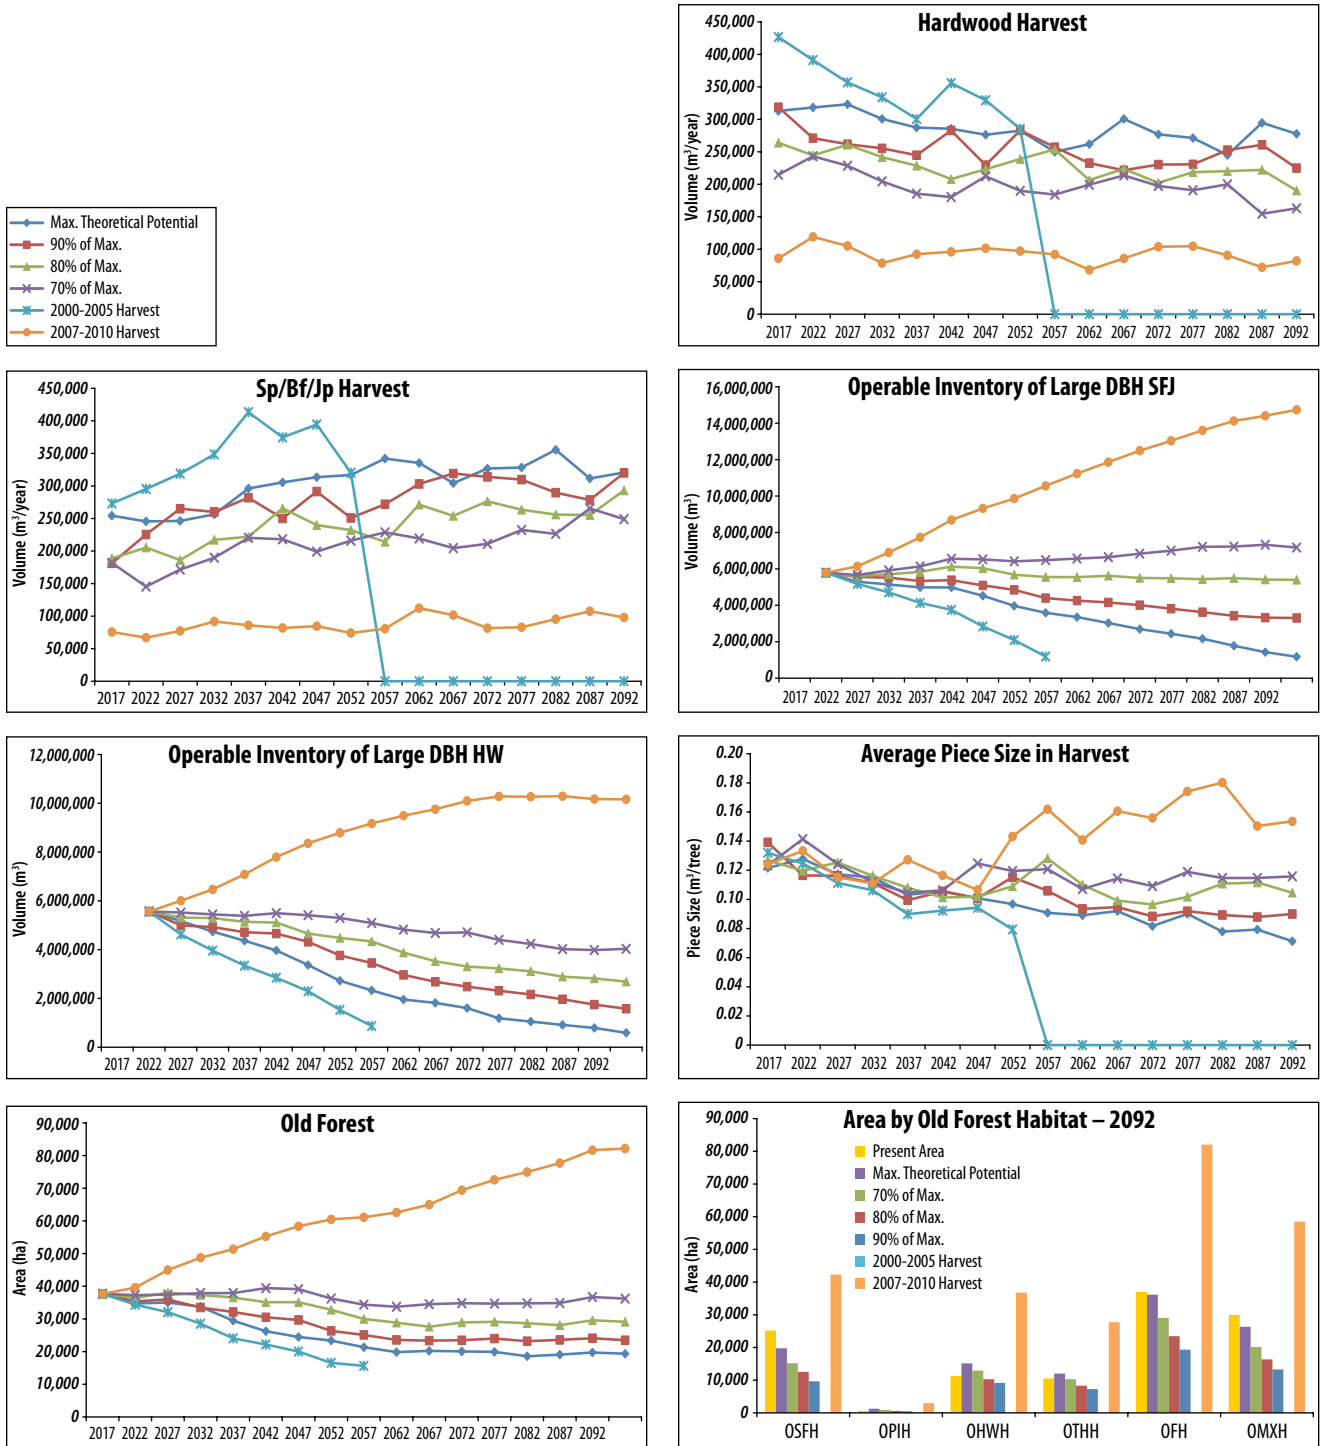 Hardwood Harvest
Volume (m³/year)
450,000
400,000
350,000
300,000
250,000
200,000
150,000
100,000
50,000
0
2017 2022 2027 2032 2037 2042 2047 2052 2057 2062 2067 2072 2077 2082 2087 2092
Max. Theoretical Potential
90% of Max.
80% of Max.
70% of Max.
2000-2005 Harvest
2007-2010 Harvest
Sp/Bf/Jp Harvest
Volume (m³/year)
450,000
400,000
350,000
300,000
250,000
200,000
150,000
100,000
50,000
0
2017 2022 2027 2032 2037 2042 2047 2052 2057 2062 2067 2072 2077 2082 2087 2092
Operable Inventory of Large DBH SFJ
Volume (m³)
16,000,000
14,000,000
12,000,000
10,000,000
8,000,000
6,000,000
4,000,000
2,000,000
0
2017 2022 2027 2032 2037 2042 2047 2052 2057 2062 2067 2072 2077 2082 2087 2092
Operable Inventory of Large DBH HW
Volume (m³)
12,000,000
10,000,000
8,000,000
6,000,000
4,000,000
2,000,000
0
2017 2022 2027 2032 2037 2042 2047 2052 2057 2062 2067 2072 2077 2082 2087 2092
Average Piece Size in Harvest
Piece Size (m³/tree)
0.20
0.18
0.16
0.14
0.12
0.10
0.08
0.06
0.04
0.02
0
2017 2022 2027 2032 2037 2042 2047 2052 2057 2062 2067 2072 2077 2082 2087 2092
Old Forest
Area (ha)
90,000
80,000
70,000
60,000
50,000
40,000
30,000
20,000
10,000
0
2017 2022 2027 2032 2037 2042 2047 2052 2057 2062 2067 2072 2077 2082 2087 2092
Area by Old Forest Habitat – 2092
Area (ha)
90,000
80,000
70,000
60,000
50,000
40,000
30,000
20,000
10,000
0
Present Area
Max. Theoretical Potential
70% of Max.
80% of Max.
90% of Max.
2000-2005 Harvest
2007-2010 Harvest
OSFH OPIH OHWH OTHH OFH OMXH